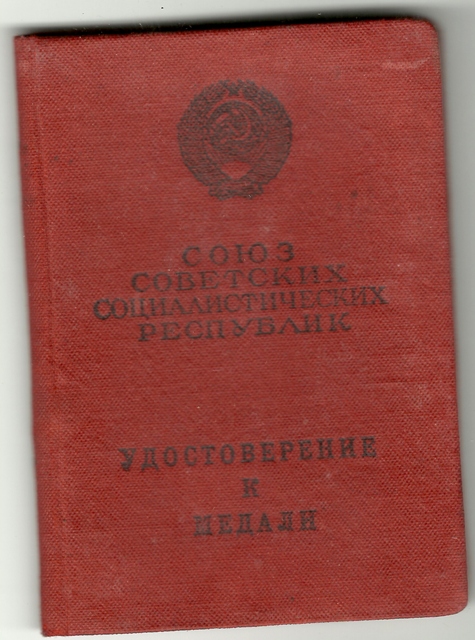 СОЮЗ
СОВЕТСКИХ
СОЦИАЛИСТИЧЕСКИХ
РЕСПУБЛИК
УДОСТОВЕРЕНИЕ
К
МЕДАЛИ